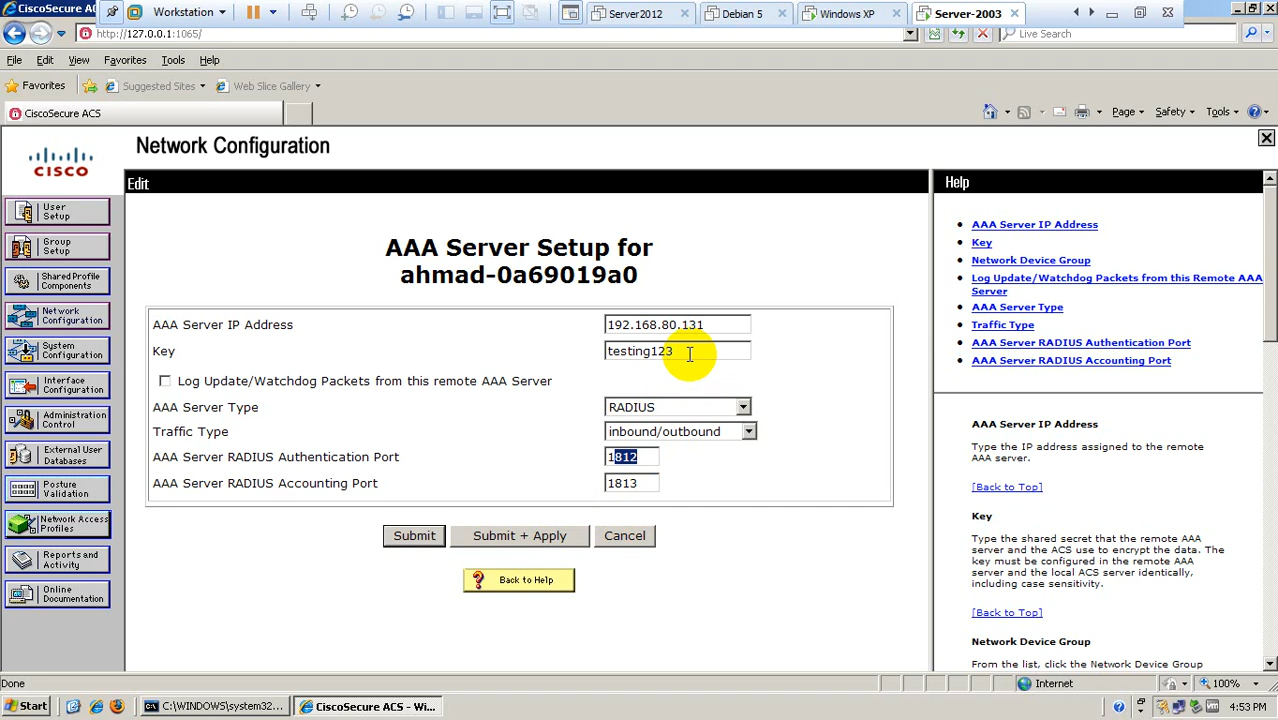 CiscoSecure AC
Workstation
Server2012
Debian 5
Windows XP
Server-2003
http://127.0.0.1:1065/
Live Search
File Edit View Favorites Tools Help
Favorites
Suggested Sites
Web Slice Gallery
CiscoSecure ACS
Page
Safety
Tools
CISCO
Network Configuration
User
Setup
Group
Setup
Shared Profile
Components
Network
Configuration
System
Configuration
Interface
Configuration
Administration
Control
External User
Databases
Posture
Validation
Network Access
Profiles
Reports and
Activity
Online
Documentation
Edit
AAA Server Setup for
ahmad-0a69019a0
AAA Server IP Address 192.168.80.131
Key testing123
Log Update/Watchdog Packets from this remote AAA Server
AAA Server Type RADIUS
Traffic Type inbound/outbound
AAA Server RADIUS Authentication Port 1812
AAA Server RADIUS Accounting Port 1813
Submit
Submit + Apply
Cancel
? Back to Help
Help
AAA Server IP Address
Key
Network Device Group
Log Update/Watchdog Packets from this Remote AAA
Server
AAA Server Type
Traffic Type
AAA Server RADIUS Authentication Port
AAA Server RADIUS Accounting Port
AAA Server IP Address
Type the IP address assigned to the remote
AAA server.
[Back to Top]
Key
Type the shared secret that the remote AAA
server and the ACS use to encrypt the data. The
key must be configured in the remote AAA
server and the local ACS server identically,
including case sensitivity.
[Back to Top]
Network Device Group
From the list, click the Network Device Group
Done
Internet
100%
Start
C:\WINDOWS\system32...
CiscoSecure ACS - Wi...
4:53 PM